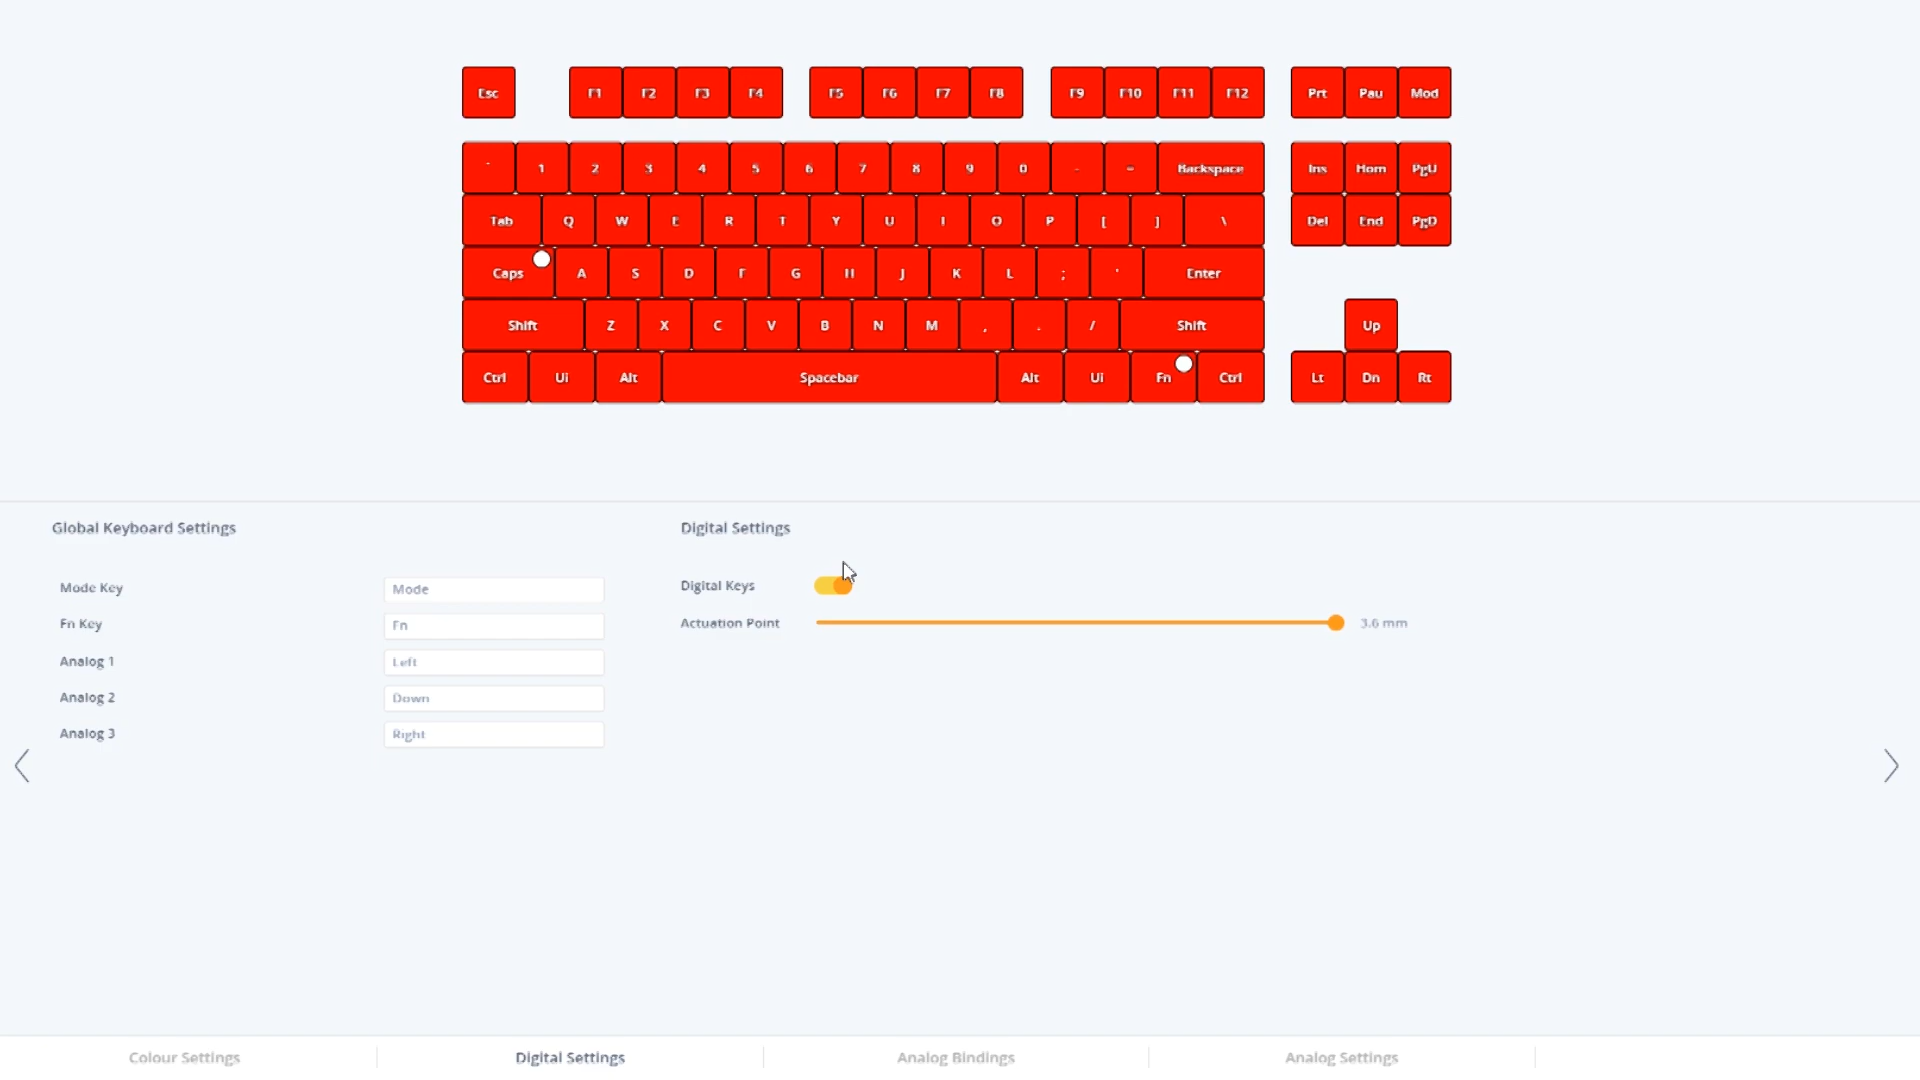 Esc F1 F2 F3 F4 F5 F6 F7 F8 F9 F10 F11 F12 Prt Pau Mod
` 1 2 3 4 5 6 7 8 9 0 - = Backspace Ins Hom PgU
Tab Q W E R T Y U I O P [ ] \ Del End PgD
Caps A S D F G H J K L ; ' Enter
Shift Z X C V B N M , . / Shift Up
Ctrl Ui Alt Spacebar Alt Ui Fn Ctrl Lt Dn Rt
Global Keyboard Settings
Mode Key Mode
Fn Key Fn
Analog 1 Left
Analog 2 Down
Analog 3 Right
Digital Settings
Digital Keys
Actuation Point 3.6 mm
Colour Settings Digital Settings Analog Bindings Analog Settings